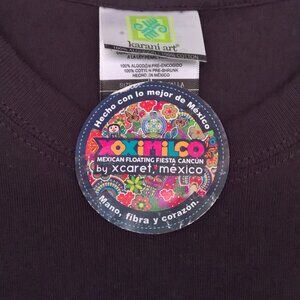 karani art
100% ALGODÓN PRE-ENCOGIDO
100% COTTON PRE-SHRUNK
HECHO EN MÉXICO
Hecho con lo mejor de México
XOXIMILCO
MEXICAN FLOATING FIESTA CANCÚN
by xcaret, méxico
Mano, fibra y corazón.